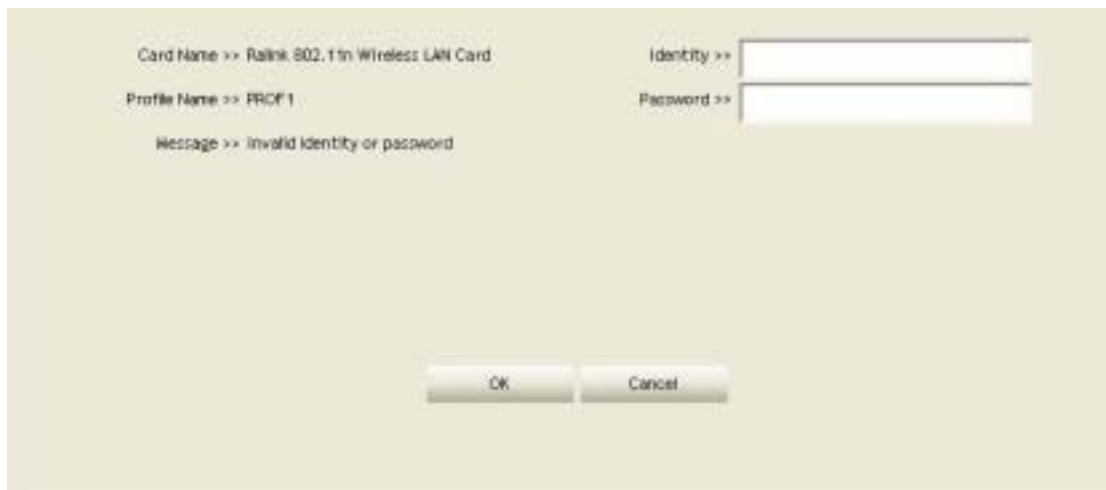 Card Name >> Ralink 802.11n Wireless LAN Card
Identity >>
Profile Name >> PROF1
Password >>
Message >> Invalid identity or password
OK
Cancel